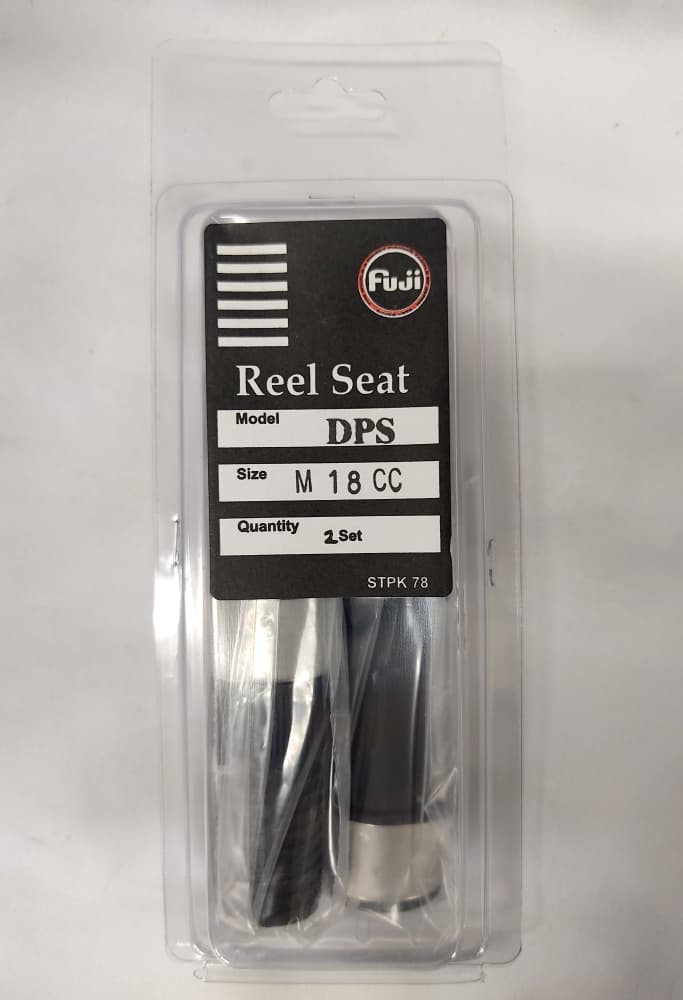 Fuji
Reel Seat
Model DPS
Size M 18 CC
Quantity 2 Set
STPK 78